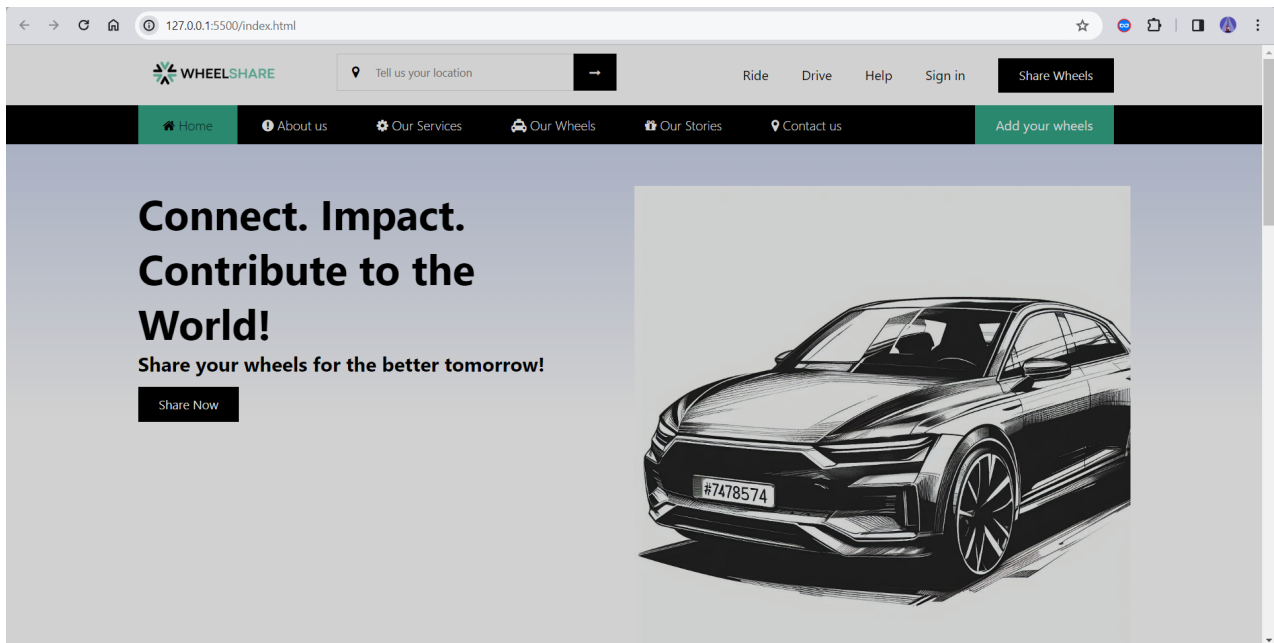 127.0.0.1:5500/index.html
WHEELSHARE
Tell us your location
Ride Drive Help Sign in Share Wheels
Home About us Our Services Our Wheels Our Stories Contact us Add your wheels
Connect. Impact.
Contribute to the
World!
Share your wheels for the better tomorrow!
Share Now
#7478574